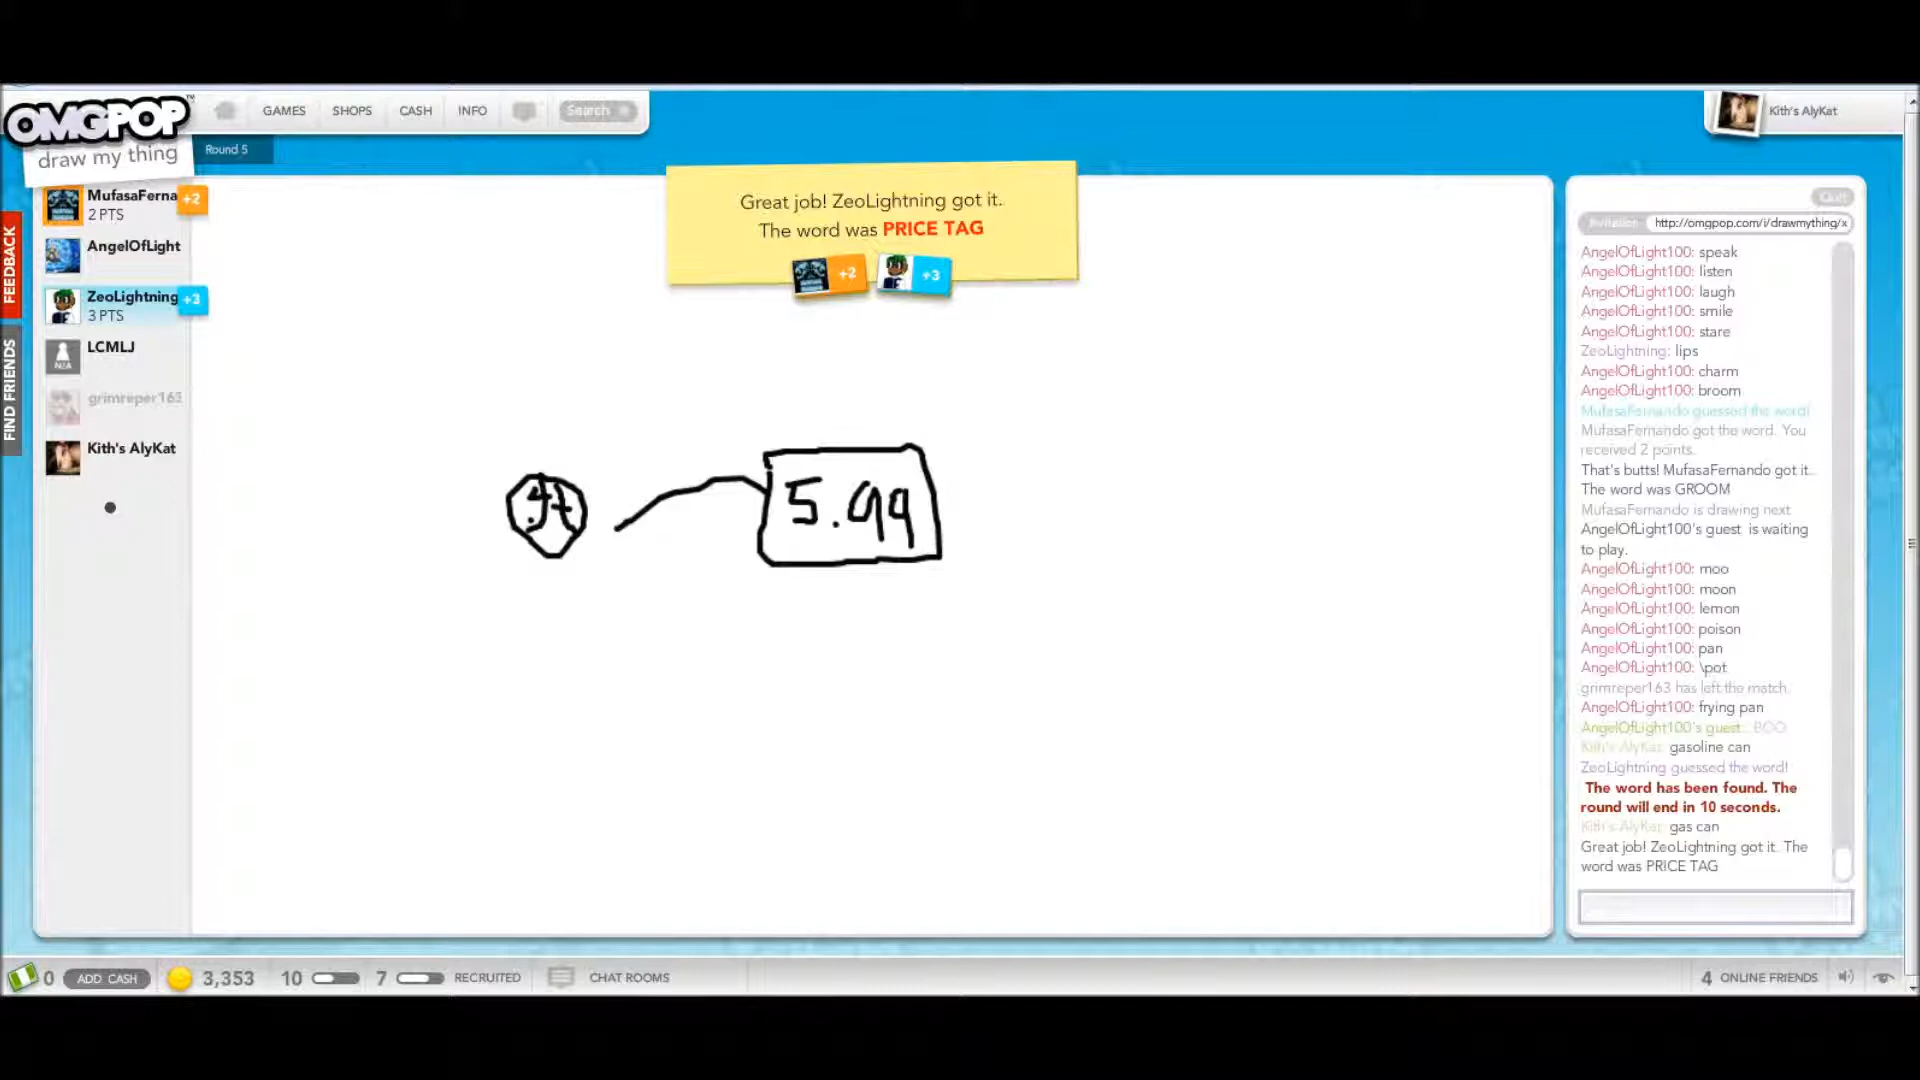 OMGPOP
draw my thing
GAMES
SHOPS
CASH
INFO
Search
Kith's AlyKat
Round 5
FEEDBACK
FIND FRIENDS
MufasaFerna +2
2 PTS
AngelOfLight
ZeoLightning +3
3 PTS
LCMLJ
N/A
grimreper163
Kith's AlyKat
Great job! ZeoLightning got it.
The word was PRICE TAG
+2 +3
5.99
Quit
Invitation http://omgpop.com/i/drawmything/x
AngelOfLight100: speak
AngelOfLight100: listen
AngelOfLight100: laugh
AngelOfLight100: smile
AngelOfLight100: stare
ZeoLightning: lips
AngelOfLight100: charm
AngelOfLight100: broom
MufasaFernando guessed the word!
MufasaFernando got the word. You
received 2 points.
That's butts! MufasaFernando got it.
The word was GROOM
MufasaFernando is drawing next
AngelOfLight100's guest is waiting
to play.
AngelOfLight100: moo
AngelOfLight100: moon
AngelOfLight100: lemon
AngelOfLight100: poison
AngelOfLight100: pan
AngelOfLight100: \pot
grimreper163 has left the match.
AngelOfLight100: frying pan
AngelOfLight100's guest: BOO
Kith's AlyKat: gasoline can
ZeoLightning guessed the word!
The word has been found. The
round will end in 10 seconds.
Kith's AlyKat: gas can
Great job! ZeoLightning got it. The
word was PRICE TAG
0 ADD CASH 3,353 10 7 RECRUITED CHAT ROOMS
4 ONLINE FRIENDS